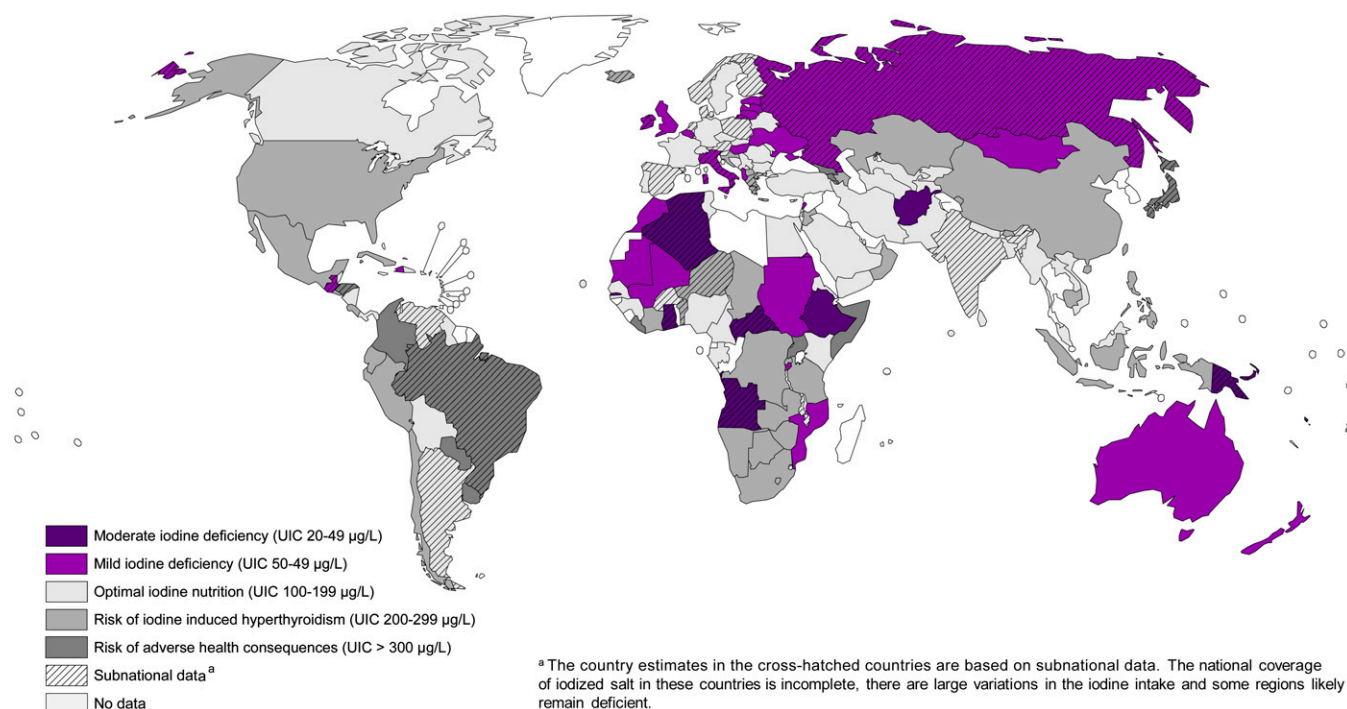 Moderate iodine deficiency (UIC 20-49 µg/L)
Mild iodine deficiency (UIC 50-49 µg/L)
Optimal iodine nutrition (UIC 100-199 µg/L)
Risk of iodine induced hyperthyroidism (UIC 200-299 µg/L)
Risk of adverse health consequences (UIC > 300 µg/L)
Subnational dataᵃ
No data
ᵃ The country estimates in the cross-hatched countries are based on subnational data. The national coverage
of iodized salt in these countries is incomplete, there are large variations in the iodine intake and some regions likely
remain deficient.